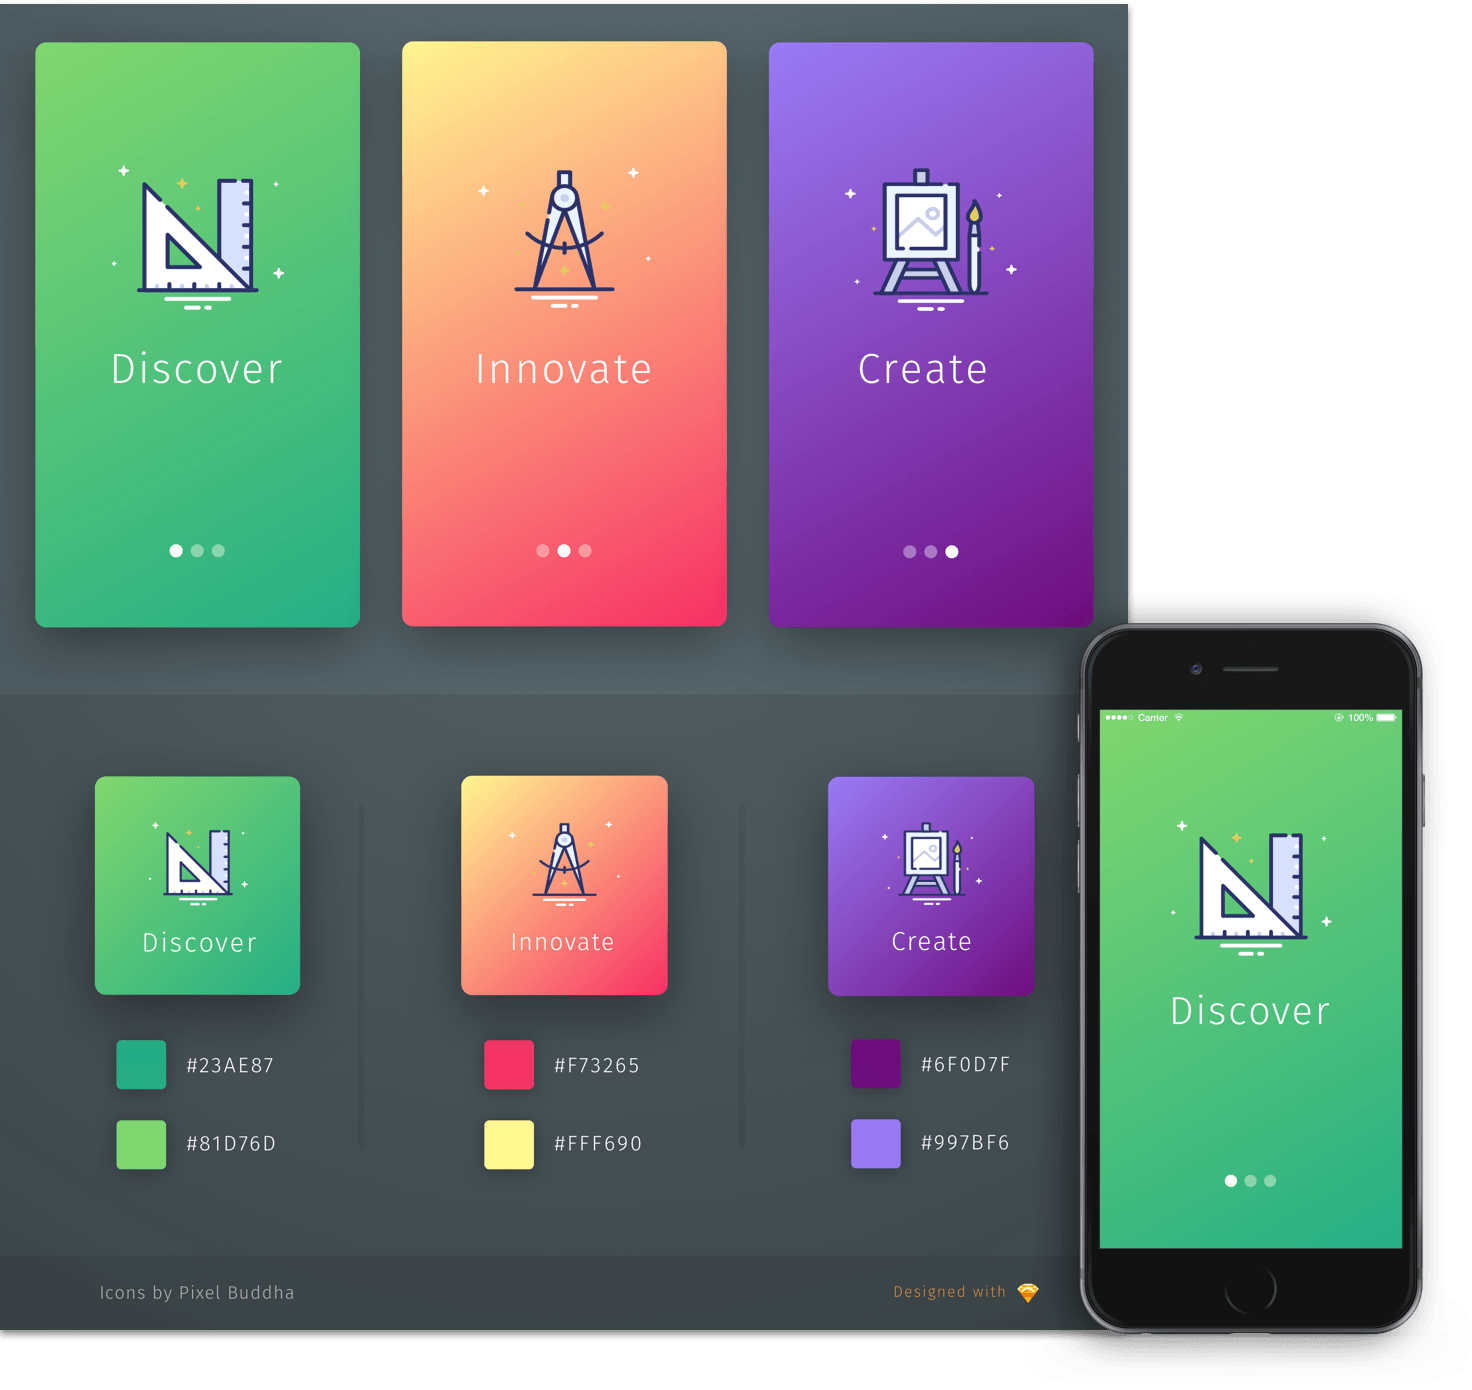 Discover
Innovate
Create
Carrier
100%
Discover
Innovate
Create
Discover
#23AE87
#F73265
#6F0D7F
#81D76D
#FFF690
#997BF6
Icons by Pixel Buddha
Designed with